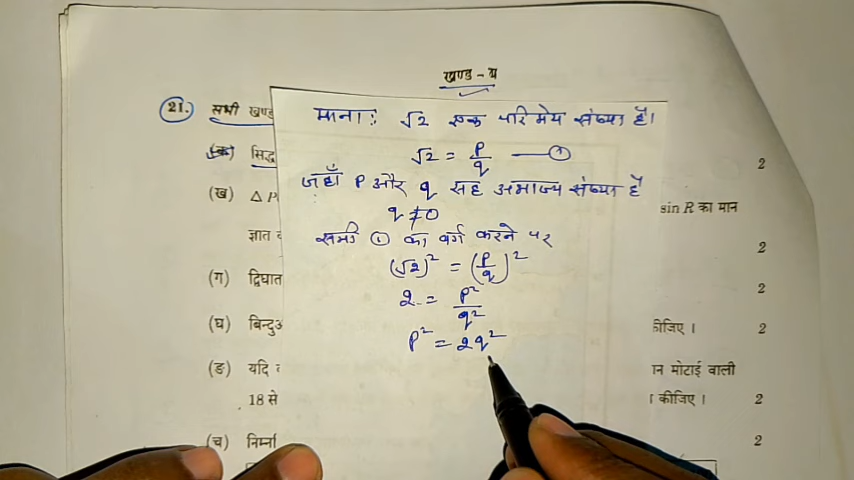 खण्ड - ब
21. सभी खण्ड
(क) सिद्ध
2
माना: √2 एक परिमेय संख्या है।
√2 = p/q — ①
जहाँ P और q सह अभाज्य संख्या है
q ≠ 0
समी ① का वर्ग करने पर
(√2)² = (p/q)²
2 = p²/q²
p² = 2q²
(ख) △ P
sin R का मान
ज्ञात
2
(ग) द्विघात
2
(घ) बिन्दुअ
कीजिए ।
2
(ङ) यदि
मोटाई वाली
18 से
कीजिए ।
2
(च) निम्नां
2